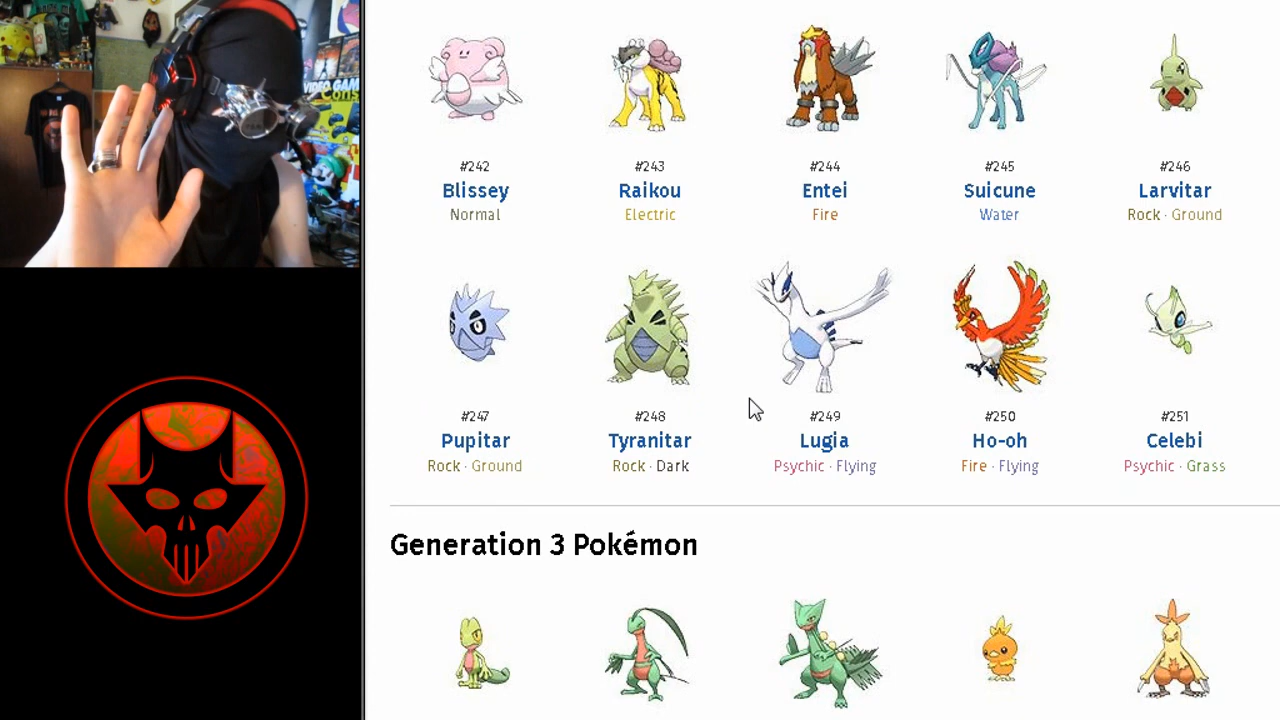 VIDEO GAM
#242 #243 #244 #245 #246
Blissey Raikou Entei Suicune Larvitar
Normal Electric Fire Water Rock · Ground
#247 #248 #249 #250 #251
Pupitar Tyranitar Lugia Ho-oh Celebi
Rock · Ground Rock · Dark Psychic · Flying Fire · Flying Psychic · Grass
Generation 3 Pokémon